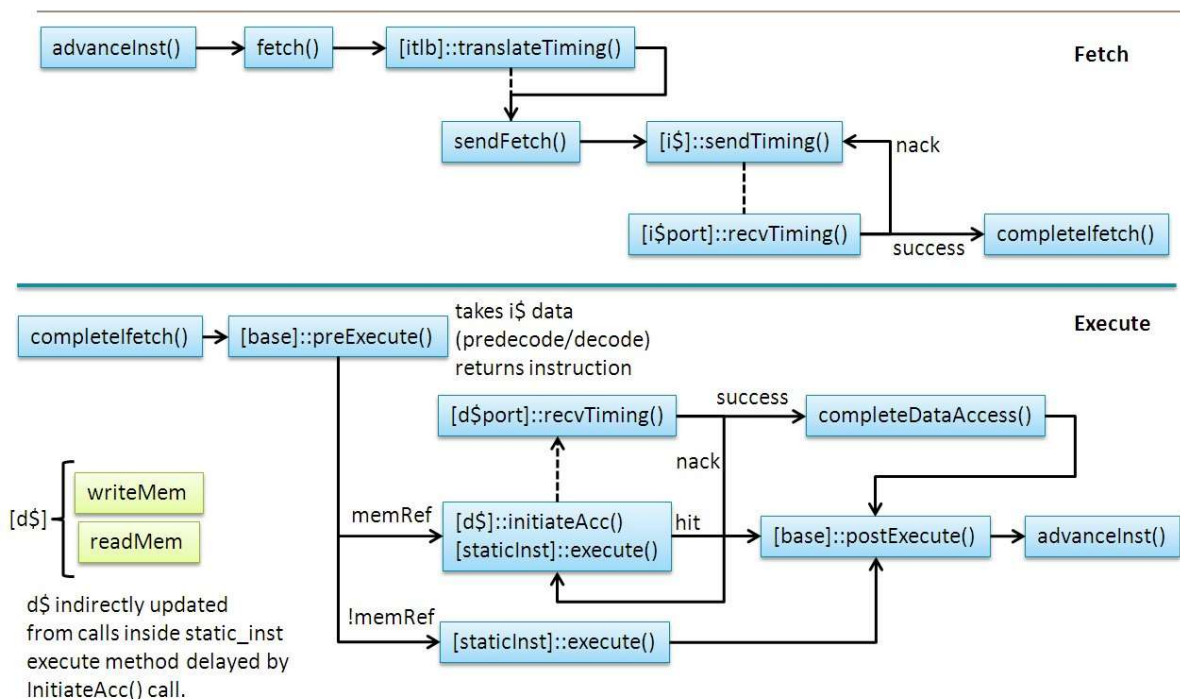 advanceInst()
fetch()
[itlb]::translateTiming()
Fetch
sendFetch()
[i$]::sendTiming()
nack
[i$port]::recvTiming()
success
completeIfetch()
completeIfetch()
[base]::preExecute()
takes i$ data
(predecode/decode)
returns instruction
Execute
[d$port]::recvTiming()
success
completeDataAccess()
nack
[d$]
writeMem
readMem
memRef
[d$]::initiateAcc()
[staticInst]::execute()
hit
[base]::postExecute()
advanceInst()
d$ indirectly updated
from calls inside static_inst
execute method delayed by
InitiateAcc() call.
!memRef
[staticInst]::execute()